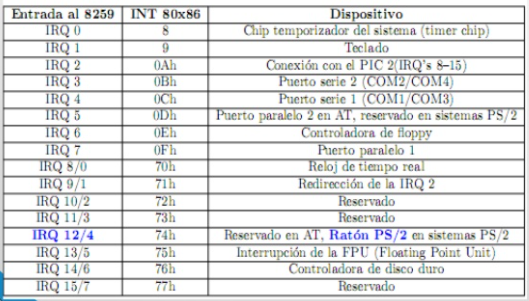 Entrada al 8259 INT 80x86 Dispositivo
IRQ 0 8 Chip temporizador del sistema (timer chip)
IRQ 1 9 Teclado
IRQ 2 0Ah Conexión con el PIC 2(IRQ's 8–15)
IRQ 3 0Bh Puerto serie 2 (COM2/COM4)
IRQ 4 0Ch Puerto serie 1 (COM1/COM3)
IRQ 5 0Dh Puerto paralelo 2 en AT, reservado en sistemas PS/2
IRQ 6 0Eh Controladora de floppy
IRQ 7 0Fh Puerto paralelo 1
IRQ 8/0 70h Reloj de tiempo real
IRQ 9/1 71h Redirección de la IRQ 2
IRQ 10/2 72h Reservado
IRQ 11/3 73h Reservado
IRQ 12/4 74h Reservado en AT, Ratón PS/2 en sistemas PS/2
IRQ 13/5 75h Interrupción de la FPU (Floating Point Unit)
IRQ 14/6 76h Controladora de disco duro
IRQ 15/7 77h Reservado